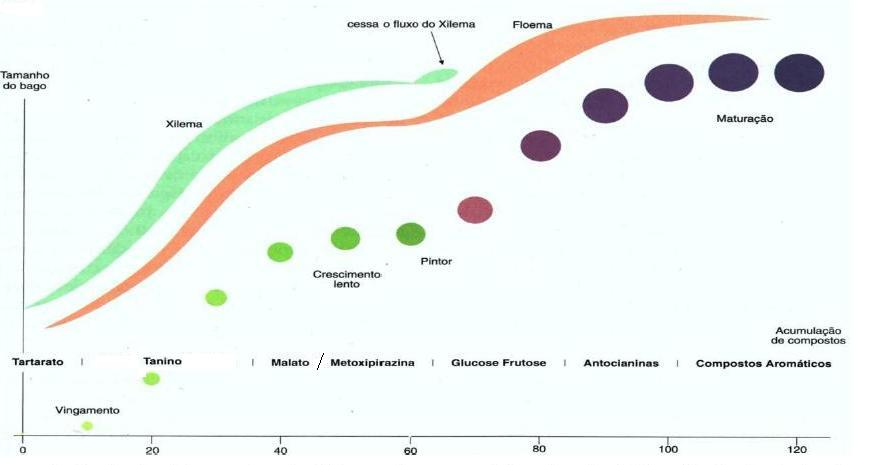 cessa o fluxo do Xilema
Floema
Tamanho
do bago
Xilema
Maturação
Crescimento
lento
Pintor
Acumulação
de compostos
Tartarato | Tanino | Malato / Metoxipirazina | Glucose Frutose | Antocianinas | Compostos Aromáticos
Vingamento
0 20 40 60 80 100 120